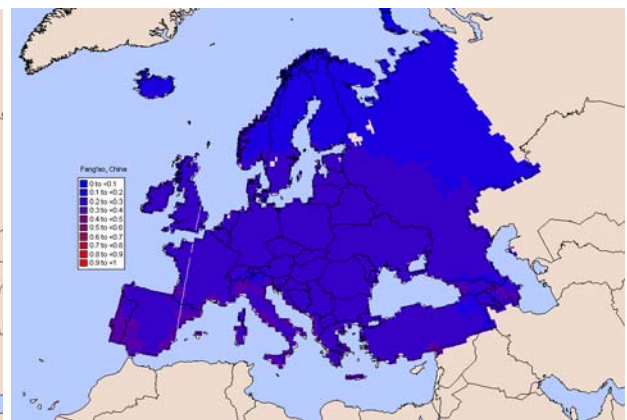 Fang'ao, China
0 to <0.1
0.1 to <0.2
0.2 to <0.3
0.3 to <0.4
0.4 to <0.5
0.5 to <0.6
0.6 to <0.7
0.7 to <0.8
0.8 to <0.9
0.9 to <1